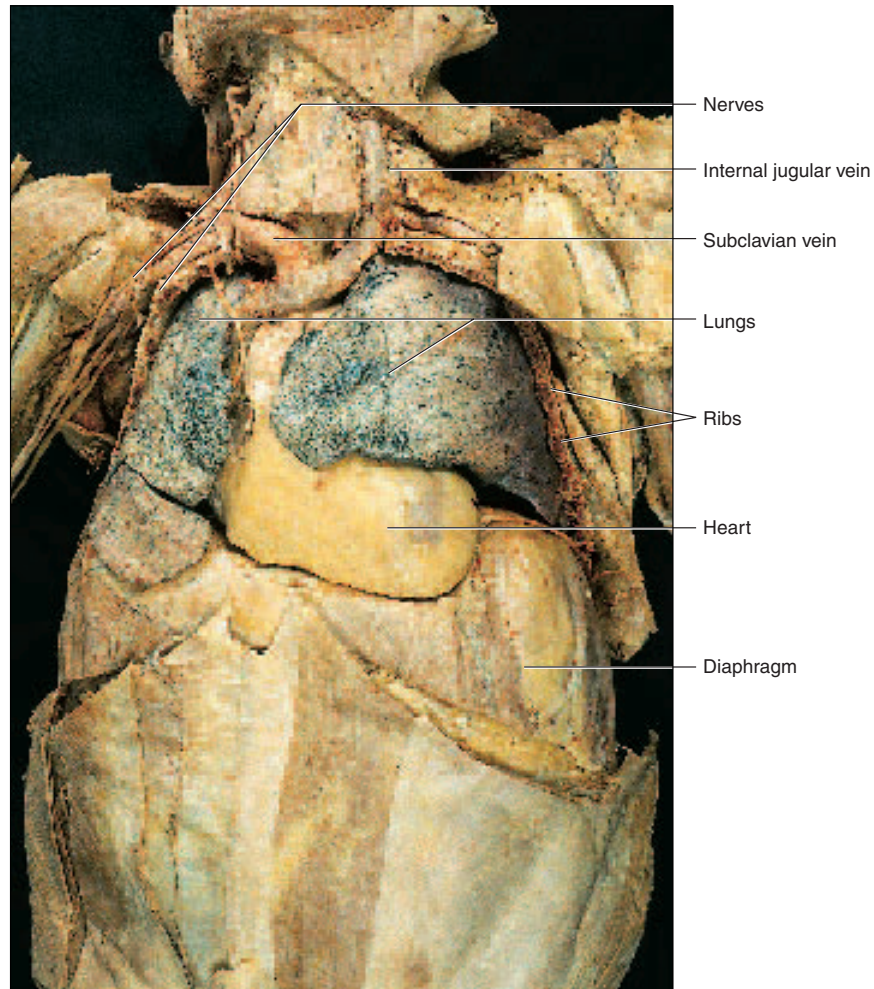 Nerves
Internal jugular vein
Subclavian vein
Lungs
Ribs
Heart
Diaphragm